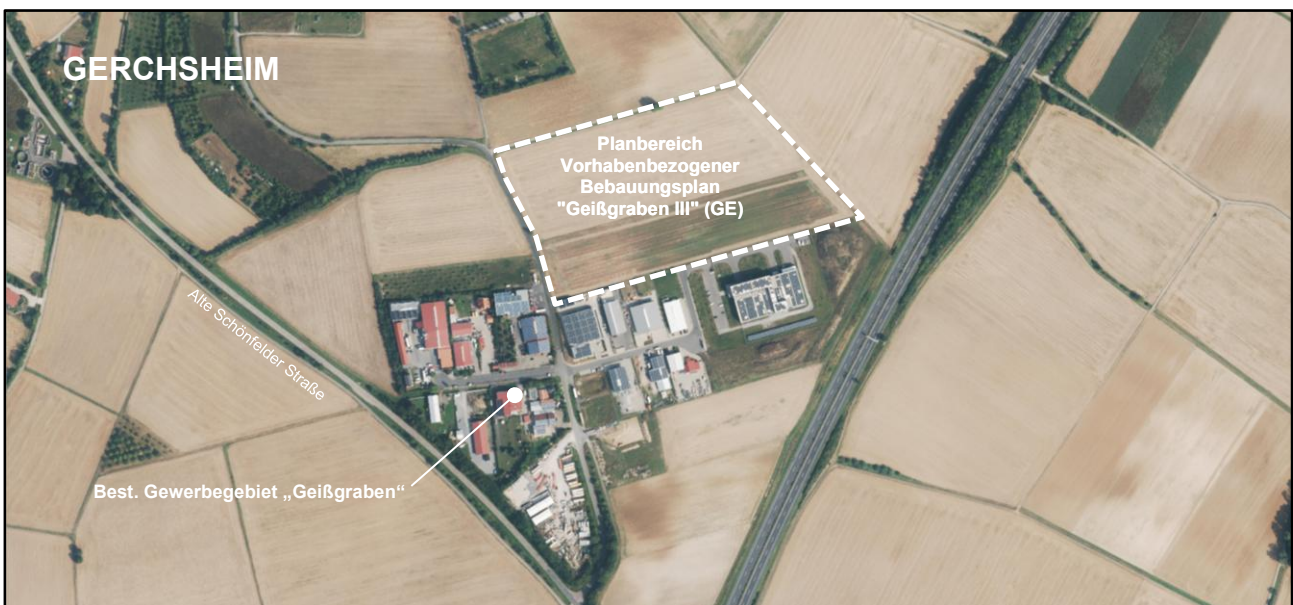 GERCHSHEIM
Planbereich
Vorhabenbezogener
Bebauungsplan
"Geißgraben III" (GE)
Alte Schönfelder Straße
Best. Gewerbegebiet „Geißgraben“